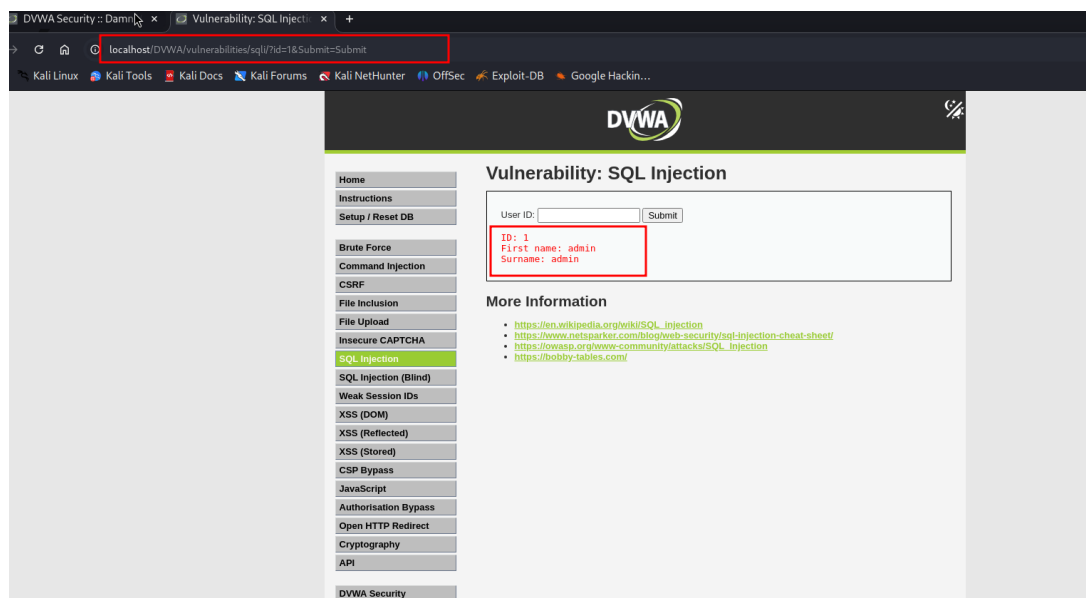 DVWA Security :: Damn
Vulnerability: SQL Injectio
localhost/DVWA/vulnerabilities/sqli/?id=1&Submit=Submit
Kali Linux Kali Tools Kali Docs Kali Forums Kali NetHunter OffSec Exploit-DB Google Hackin...
DVWA
Vulnerability: SQL Injection
Home
Instructions
Setup / Reset DB
Brute Force
Command Injection
CSRF
File Inclusion
File Upload
Insecure CAPTCHA
SQL Injection
SQL Injection (Blind)
Weak Session IDs
XSS (DOM)
XSS (Reflected)
XSS (Stored)
CSP Bypass
JavaScript
Authorisation Bypass
Open HTTP Redirect
Cryptography
API
DVWA Security
User ID: Submit
ID: 1
First name: admin
Surname: admin
More Information
https://en.wikipedia.org/wiki/SQL_injection
https://www.netsparker.com/blog/web-security/sql-injection-cheat-sheet/
https://owasp.org/www-community/attacks/SQL_Injection
https://bobby-tables.com/